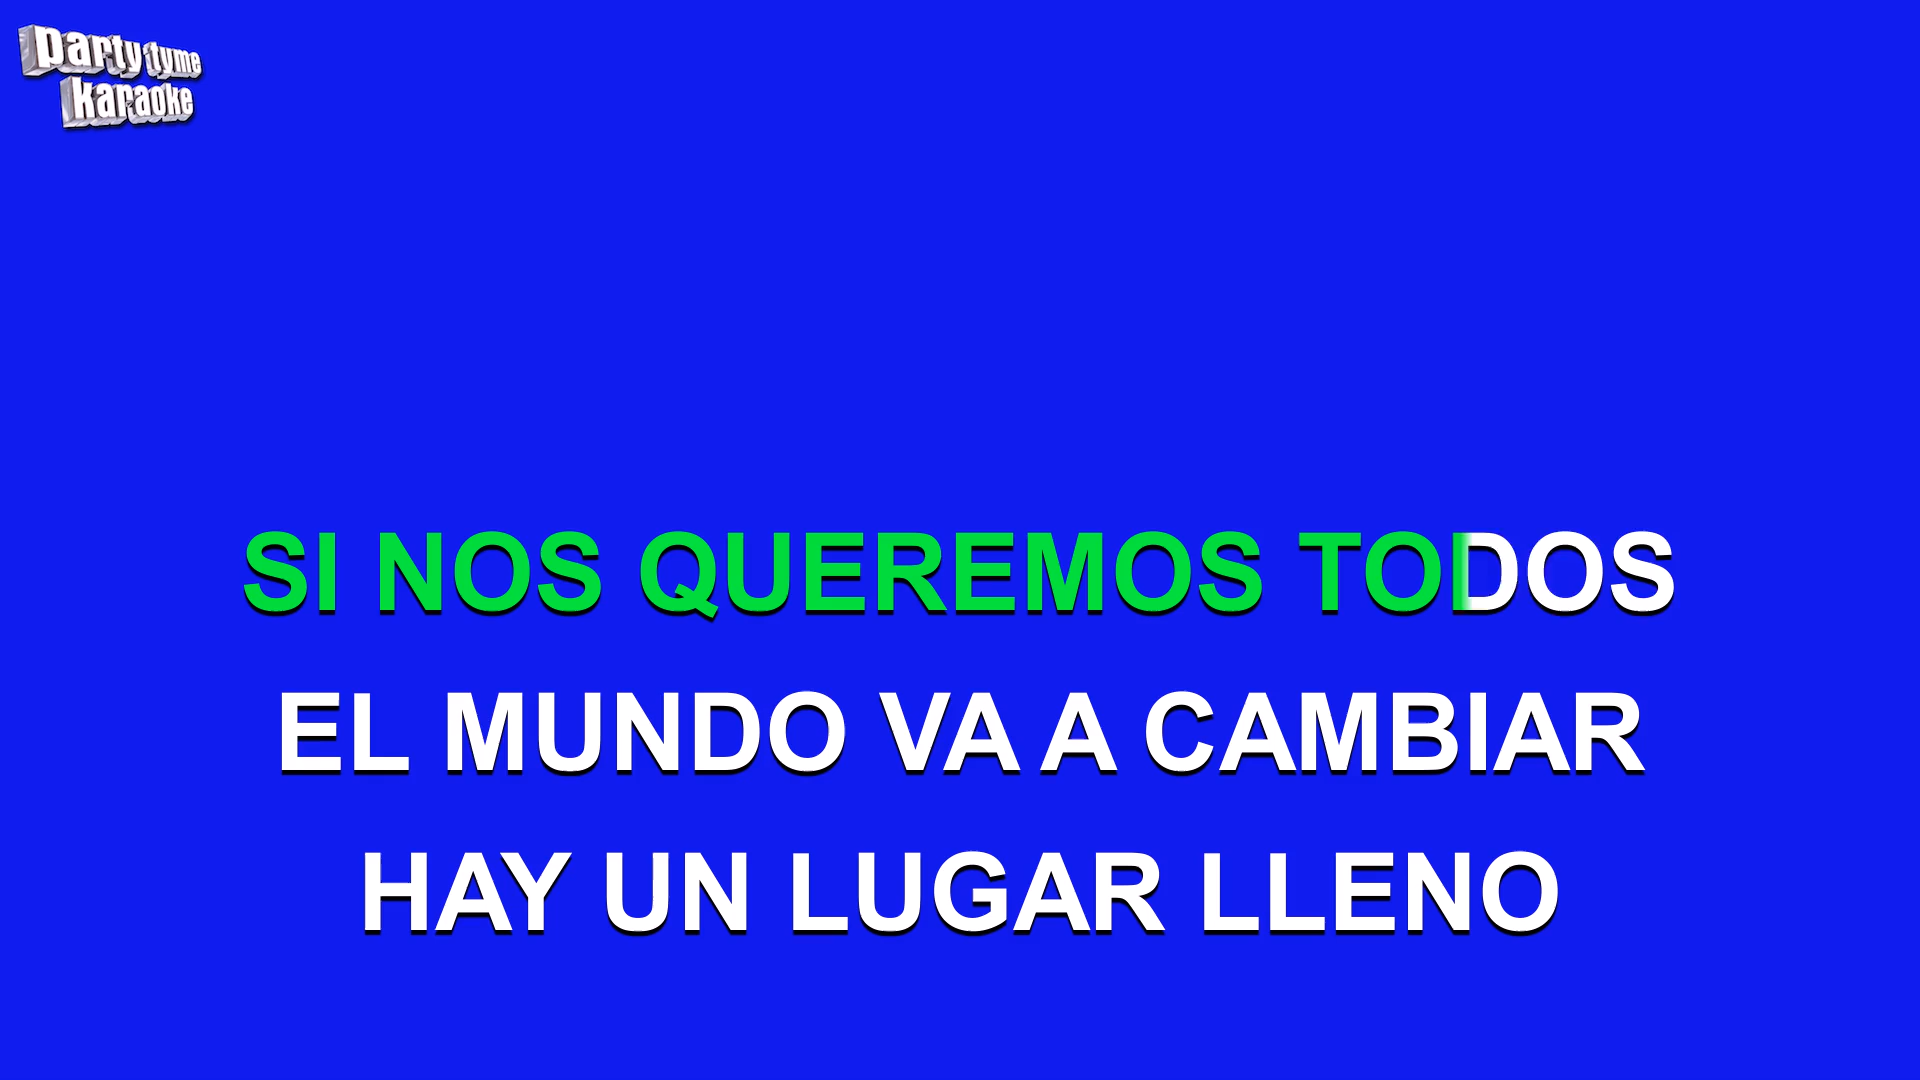 party tyme
karaoke
SI NOS QUEREMOS TODOS
EL MUNDO VA A CAMBIAR
HAY UN LUGAR LLENO